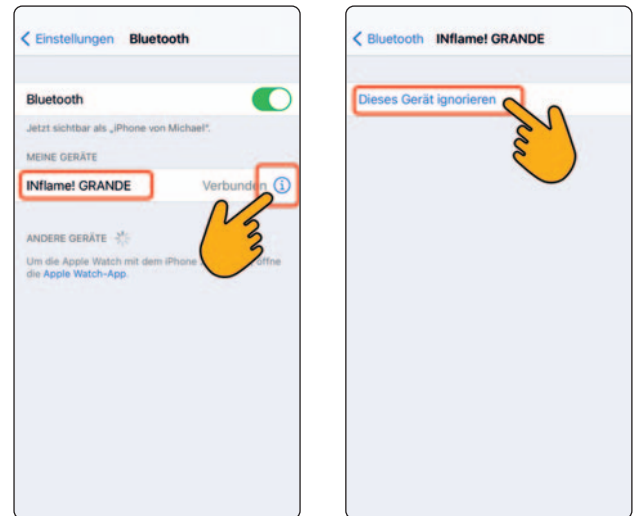 Einstellungen Bluetooth
Bluetooth
Jetzt sichtbar als „iPhone von Michael“.
MEINE GERÄTE
INflame! GRANDE Verbunden
ANDERE GERÄTE
Um die Apple Watch mit dem iPhone öffne
die Apple Watch-App.
Bluetooth INflame! GRANDE
Dieses Gerät ignorieren